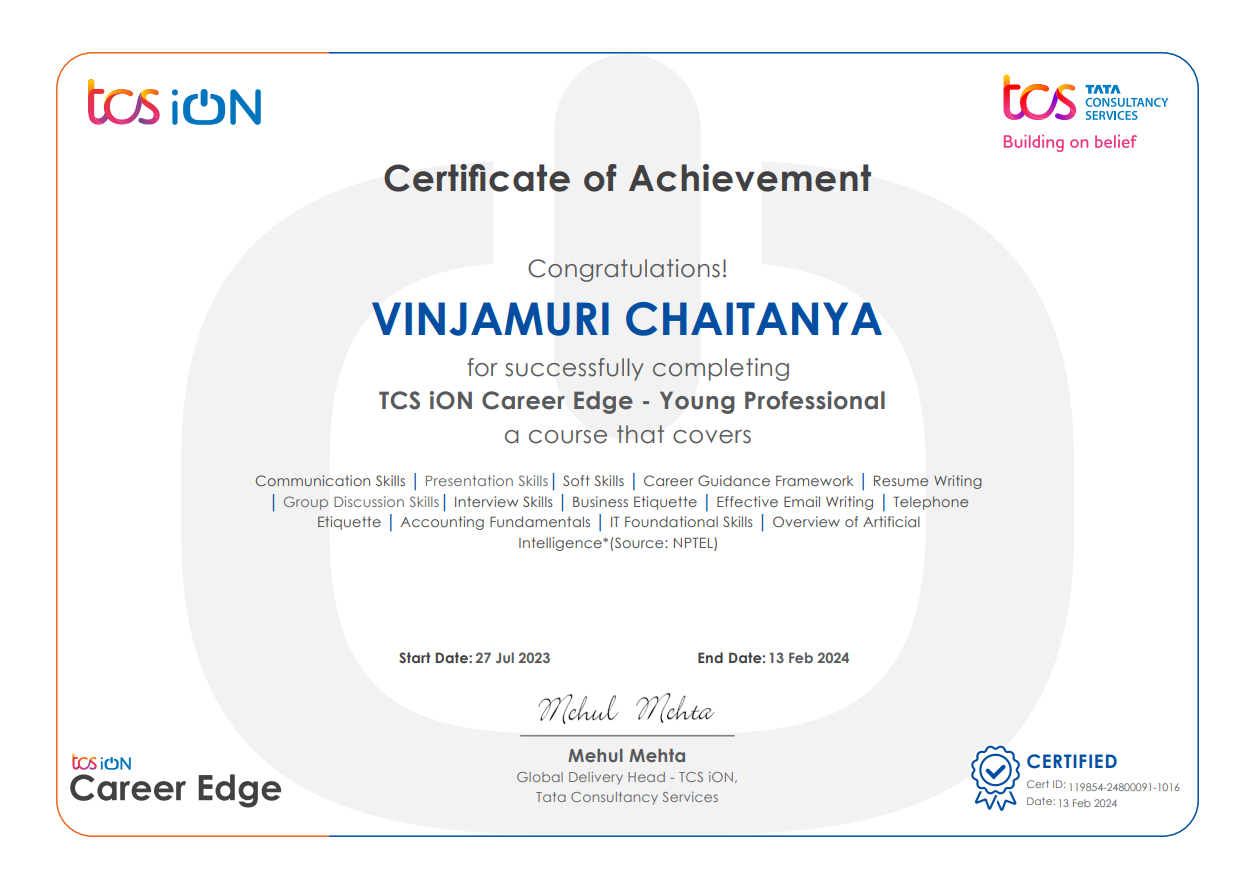 tcs iON
tcs TATA
CONSULTANCY
SERVICES
Building on belief
Certificate of Achievement
Congratulations!
VINJAMURI CHAITANYA
for successfully completing
TCS iON Career Edge - Young Professional
a course that covers
Communication Skills | Presentation Skills| Soft Skills | Career Guidance Framework | Resume Writing
| Group Discussion Skills| Interview Skills | Business Etiquette | Effective Email Writing | Telephone
Etiquette | Accounting Fundamentals | IT Foundational Skills | Overview of Artificial
Intelligence*(Source: NPTEL)
Start Date: 27 Jul 2023 End Date: 13 Feb 2024
Mehul Mehta
Mehul Mehta
Global Delivery Head - TCS iON,
Tata Consultancy Services
tcs iON
Career Edge
CERTIFIED
Cert ID: 119854-24800091-1016
Date: 13 Feb 2024